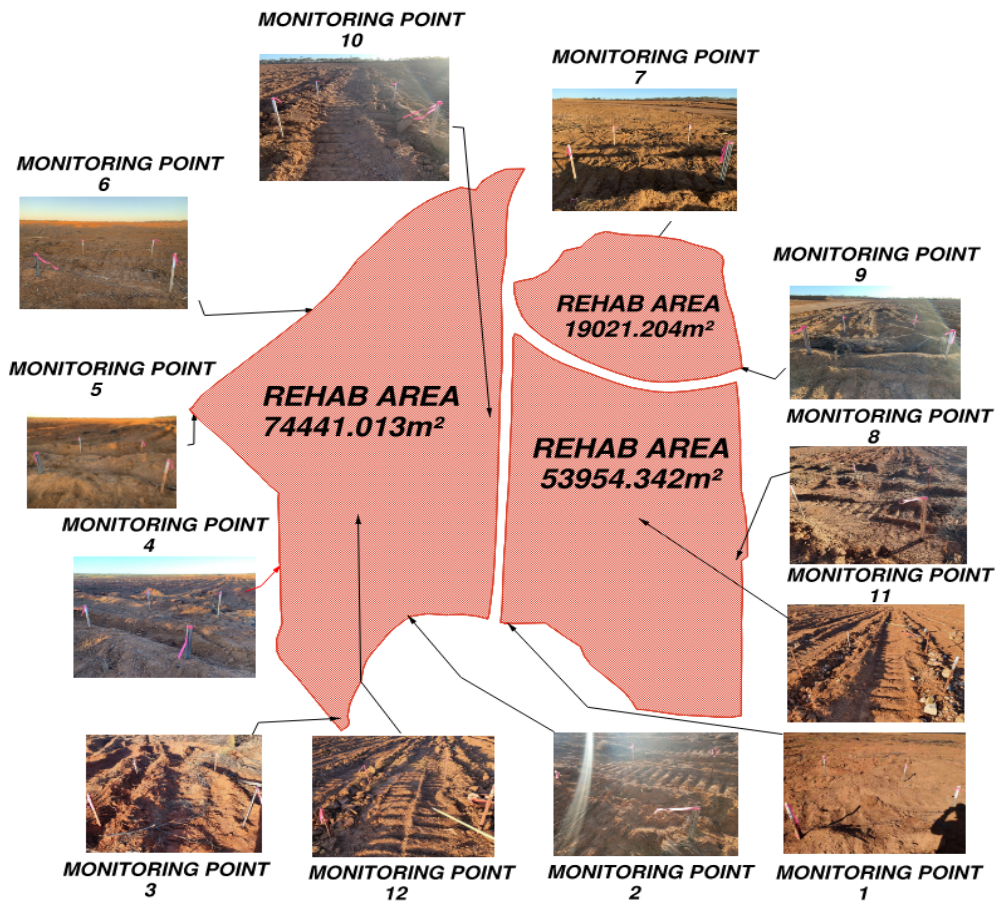 MONITORING POINT
10
MONITORING POINT
7
MONITORING POINT
6
MONITORING POINT
9
REHAB AREA
19021.204m²
MONITORING POINT
5
REHAB AREA
74441.013m²
MONITORING POINT
8
REHAB AREA
53954.342m²
MONITORING POINT
4
MONITORING POINT
11
MONITORING POINT
3
MONITORING POINT
12
MONITORING POINT
2
MONITORING POINT
1